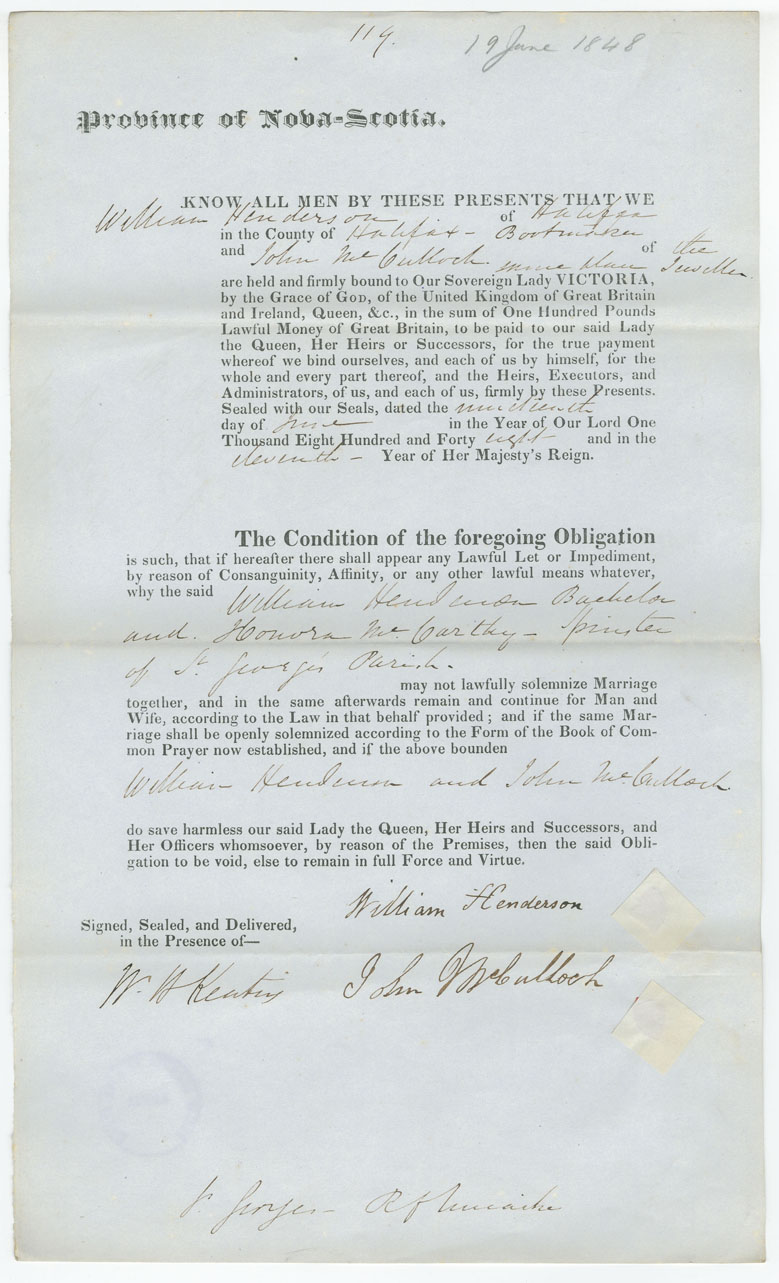 119.
19 June 1848
Province of Nova-Scotia.
KNOW ALL MEN BY THESE PRESENTS THAT WE
William Henderson of Halifax
in the County of Halifax - Bootmaker
and John McCulloch of the
same place Jeweller
are held and firmly bound to Our Sovereign Lady VICTORIA,
by the Grace of GOD, of the United Kingdom of Great Britain
and Ireland, Queen, &c., in the sum of One Hundred Pounds
Lawful Money of Great Britain, to be paid to our said Lady
the Queen, Her Heirs or Successors, for the true payment
whereof we bind ourselves, and each of us by himself, for the
whole and every part thereof, and the Heirs, Executors, and
Administrators, of us, and each of us, firmly by these Presents.
Sealed with our Seals, dated the nineteenth
day of June in the Year of Our Lord One
Thousand Eight Hundred and Forty eight and in the
eleventh - Year of Her Majesty's Reign.
The Condition of the foregoing Obligation
is such, that if hereafter there shall appear any Lawful Let or Impediment,
by reason of Consanguinity, Affinity, or any other lawful means whatever,
why the said William Henderson Bachelor
and. Honora McCarthy - Spinster
of St. George's Parish.
may not lawfully solemnize Marriage
together, and in the same afterwards remain and continue for Man and
Wife, according to the Law in that behalf provided; and if the same Mar-
riage shall be openly solemnized according to the Form of the Book of Com-
mon Prayer now established, and if the above bounden
William Henderson and John McCulloch
do save harmless our said Lady the Queen, Her Heirs and Successors, and
Her Officers whomsoever, by reason of the Premises, then the said Obli-
gation to be void, else to remain in full Force and Virtue.
William Henderson
Signed, Sealed, and Delivered,
in the Presence of—
W. H Keating John McCulloch
St Georges -